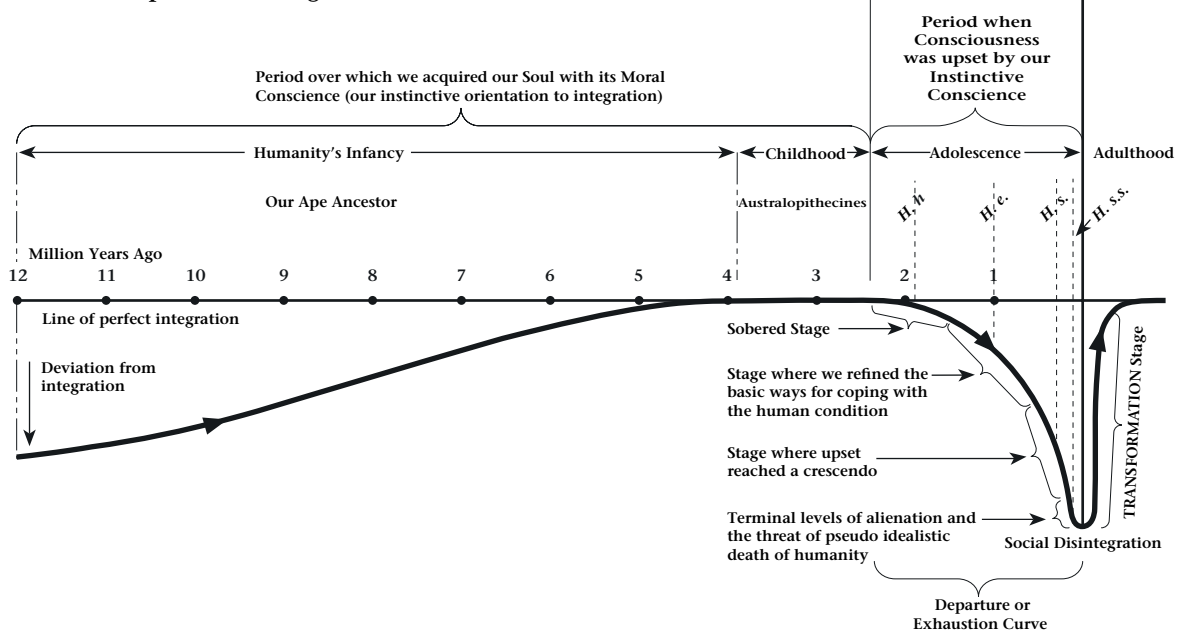 Period when
Consciousness
was upset by our
Instinctive
Conscience
Period over which we acquired our Soul with its Moral
Conscience (our instinctive orientation to integration)
Humanity's Infancy
Childhood
Adolescence
Adulthood
Our Ape Ancestor
Australopithecines
H. h
H. e.
H. s.
H. s.s.
Million Years Ago
12 11 10 9 8 7 6 5 4 3 2 1
Line of perfect integration
Deviation from
integration
Sobered Stage
Stage where we refined the
basic ways for coping with
the human condition
Stage where upset
reached a crescendo
Terminal levels of alienation and
the threat of pseudo idealistic
death of humanity
TRANSFORMATION Stage
Social Disintegration
Departure or
Exhaustion Curve